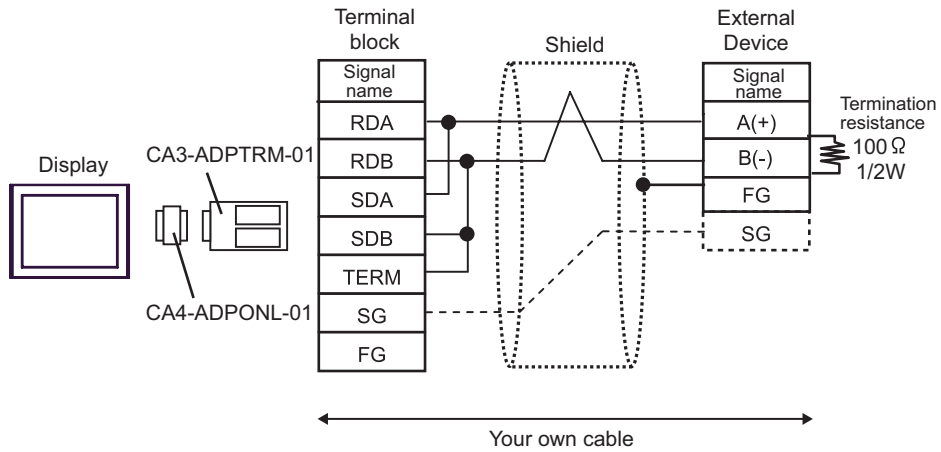 Terminal
block
Shield
External
Device
Signal
name
RDA
RDB
SDA
SDB
TERM
SG
FG
Signal
name
A(+)
B(-)
FG
SG
Termination
resistance
100 Ω
1/2W
Display
CA3-ADPTRM-01
CA4-ADPONL-01
Your own cable